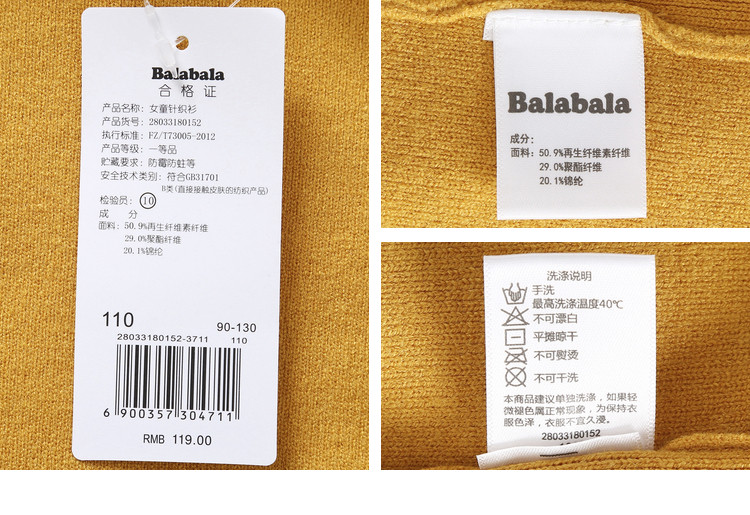 Balabala
合格证
产品名称：女童针织衫
产品货号：28033180152
执行标准：FZ/T73005-2012
产品等级：一等品
贮藏要求：防霉防蛀等
安全技术类别：符合GB31701
B类(直接接触皮肤的纺织产品)
检验员：10
成 分
面料：50.9%再生纤维素纤维
29.0%聚酯纤维
20.1%锦纶
110
90-130
28033180152-3711 110
6 900357 304711
RMB 119.00
Balabala
成分：
面料：50.9%再生纤维素纤维
29.0%聚酯纤维
20.1%锦纶
洗涤说明
手洗
最高洗涤温度40℃
不可漂白
平摊晾干
不可熨烫
不可干洗
本商品建议单独洗涤，如果轻
微褪色属正常现象，为保持衣
服色泽，衣服不宜久浸。
28033180152